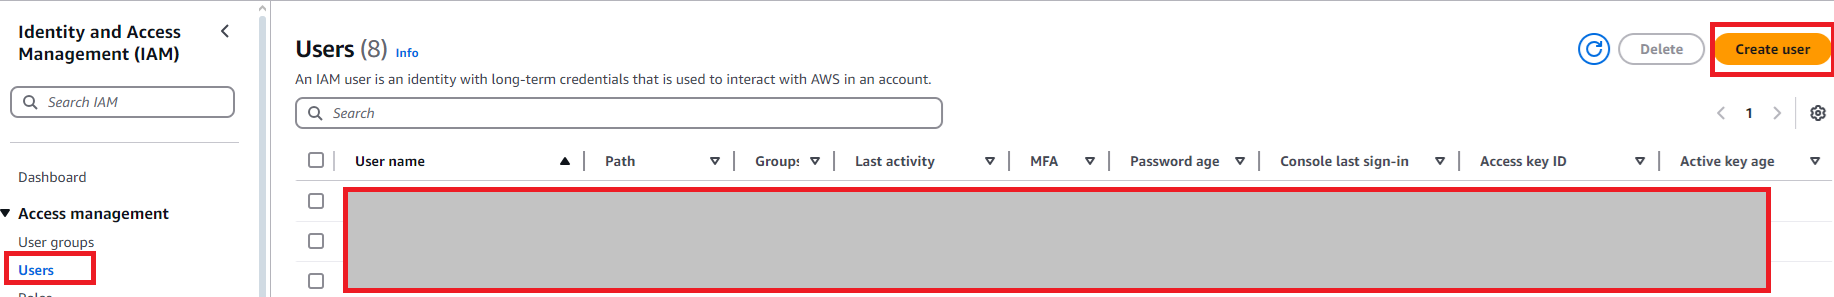 Identity and Access
Management (IAM)
Search IAM
Dashboard
Access management
User groups
Users
Roles
Users (8) Info
Delete
Create user
An IAM user is an identity with long-term credentials that is used to interact with AWS in an account.
Search
1
User name Path Groups Last activity MFA Password age Console last sign-in Access key ID Active key age